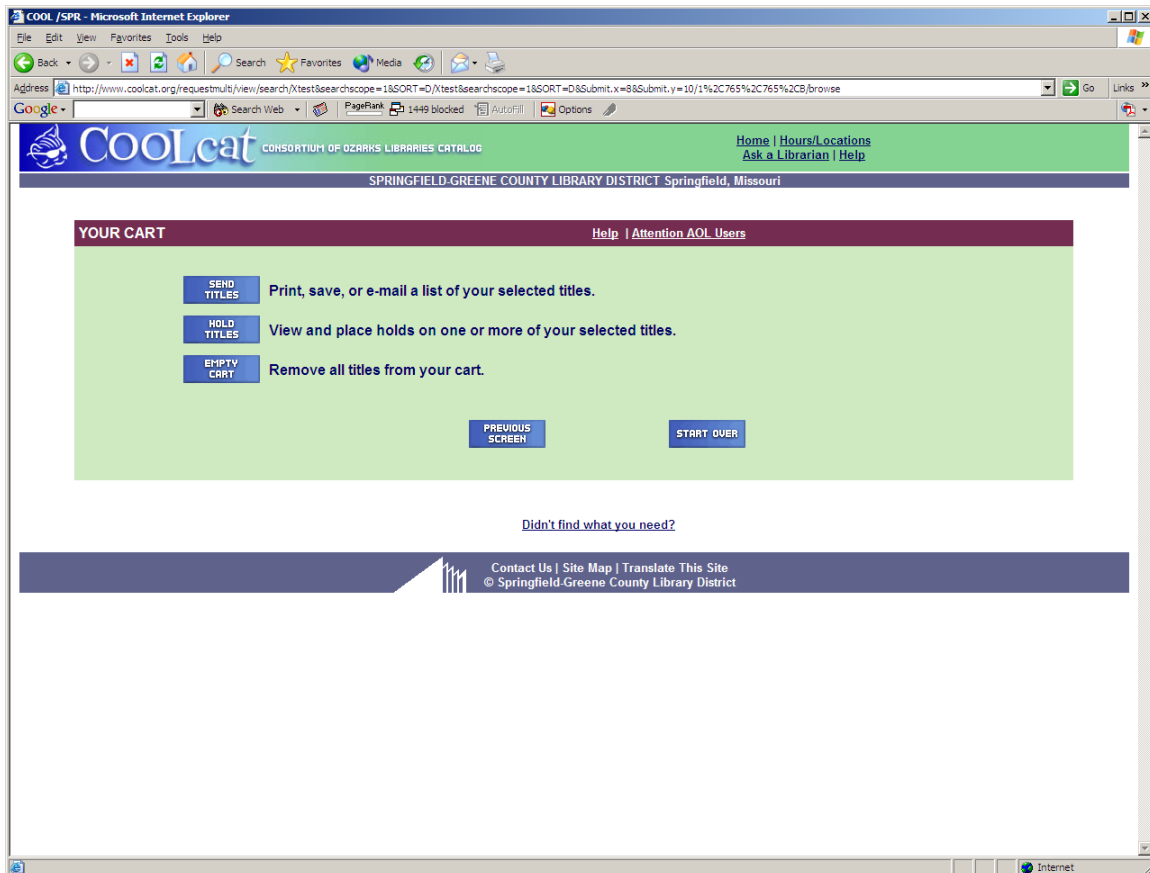 COOL /SPR - Microsoft Internet Explorer
File Edit View Favorites Tools Help
Back Search Favorites Media
Address http://www.coolcat.org/requestmulti/view/search/Xtest&searchscope=1&SORT=D/Xtest&searchscope=1&SORT=D&Submit.x=8&Submit.y=10/1%2C765%2C765%2CB/browse Go Links »
Google Search Web PageRank 1449 blocked AutoFill Options
COOLcat CONSORTIUM OF OZARKS LIBRARIES CATALOG
Home | Hours/Locations
Ask a Librarian | Help
SPRINGFIELD-GREENE COUNTY LIBRARY DISTRICT Springfield, Missouri
YOUR CART Help | Attention AOL Users
SEND TITLES Print, save, or e-mail a list of your selected titles.
HOLD TITLES View and place holds on one or more of your selected titles.
EMPTY CART Remove all titles from your cart.
PREVIOUS SCREEN START OVER
Didn't find what you need?
Contact Us | Site Map | Translate This Site
© Springfield-Greene County Library District
Internet